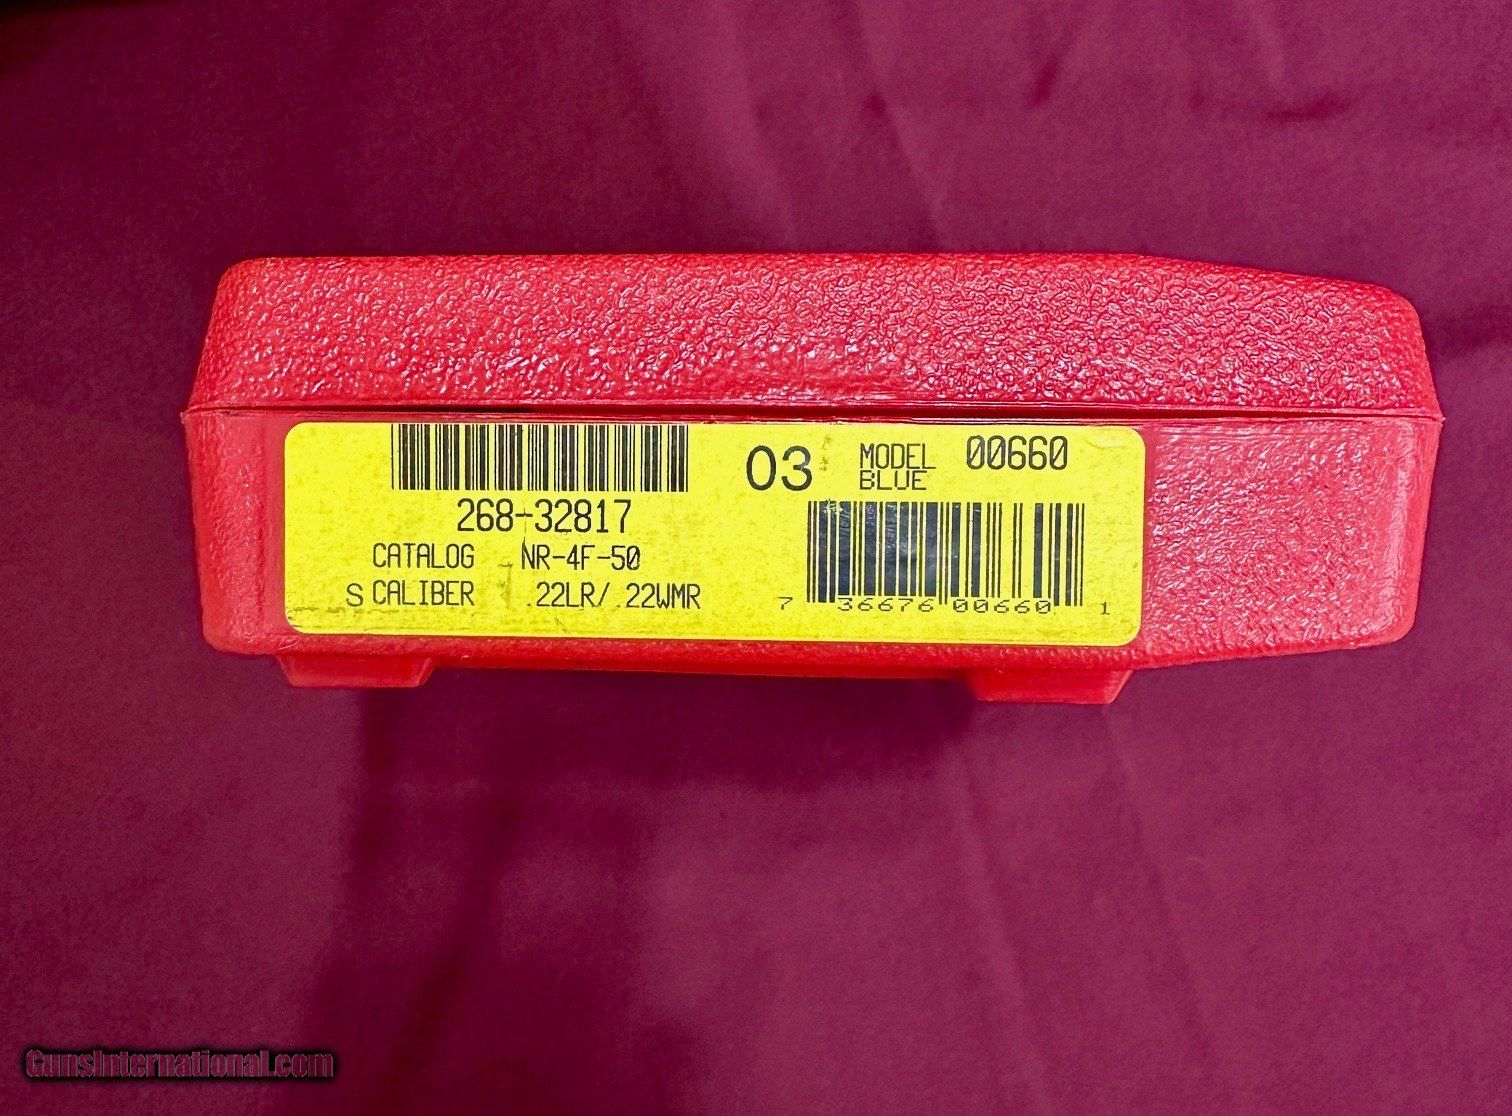 268-32817
CATALOG NR-4F-50
S CALIBER .22LR/ .22WMR
03
MODEL 00660
BLUE
7 36676 00660 1
GunsInternational.com